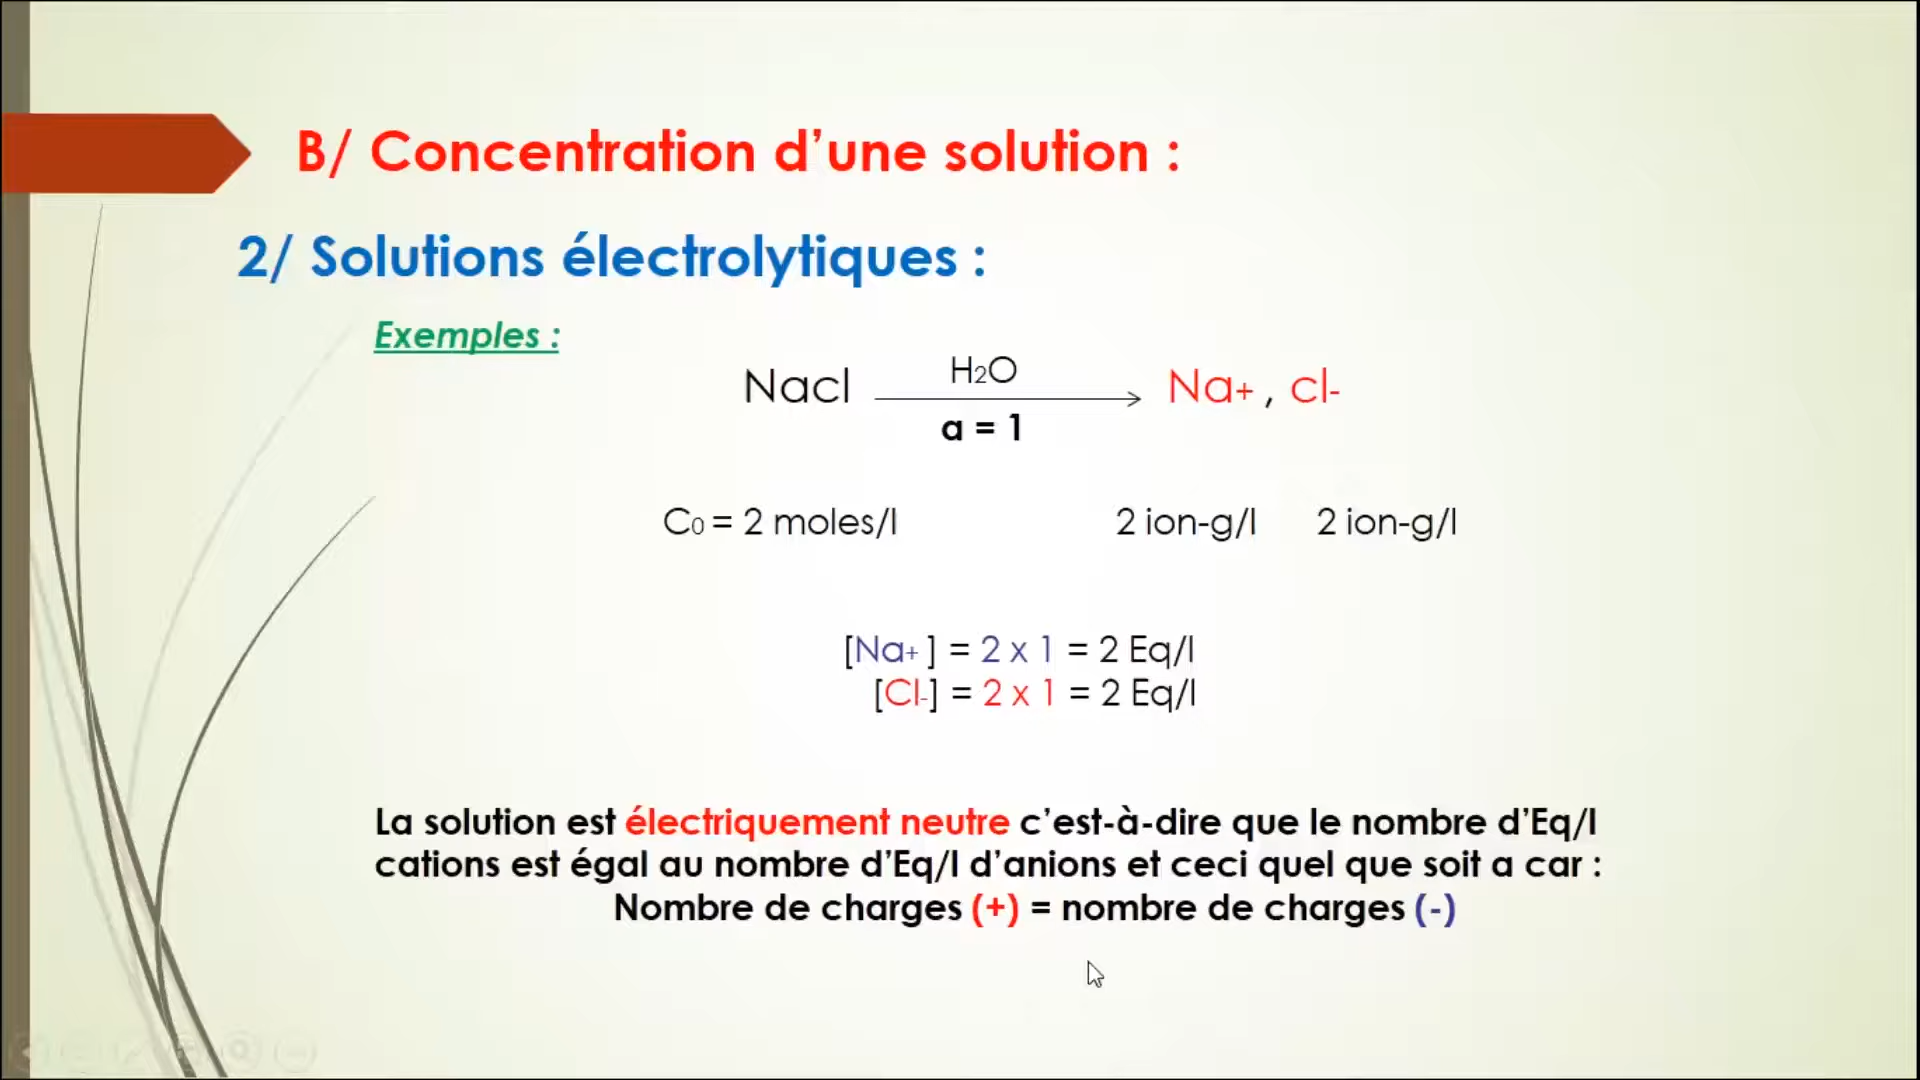 B/ Concentration d’une solution :
2/ Solutions électrolytiques :
Exemples :
H2O
Nacl Na+ , cl-
a = 1
C0 = 2 moles/l 2 ion-g/l 2 ion-g/l
[Na+ ] = 2 x 1 = 2 Eq/l
[Cl-] = 2 x 1 = 2 Eq/l
La solution est électriquement neutre c’est-à-dire que le nombre d’Eq/l
cations est égal au nombre d’Eq/l d’anions et ceci quel que soit a car :
Nombre de charges (+) = nombre de charges (-)